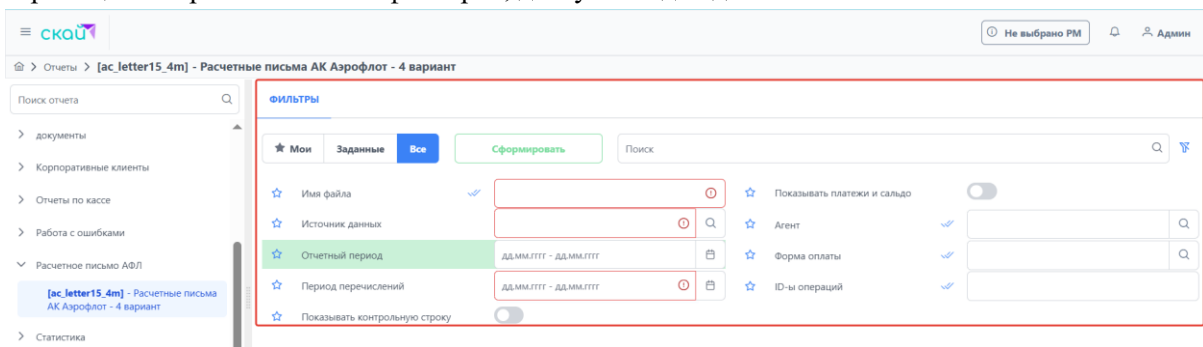 скай
Не выбрано РМ
Админ
Отчеты > [ac_letter15_4m] - Расчетные письма АК Аэрофлот - 4 вариант
Поиск отчета
документы
Корпоративные клиенты
Отчеты по кассе
Работа с ошибками
Расчетное письмо АФЛ
[ac_letter15_4m] - Расчетные письма
АК Аэрофлот - 4 вариант
Статистика
ФИЛЬТРЫ
Мои Заданные Все Сформировать Поиск
Имя файла
Показывать платежи и сальдо
Источник данных
Агент
Отчетный период дд.мм.гггг - дд.мм.гггг
Форма оплаты
Период перечислений дд.мм.гггг - дд.мм.гггг
ID-ы операций
Показывать контрольную строку